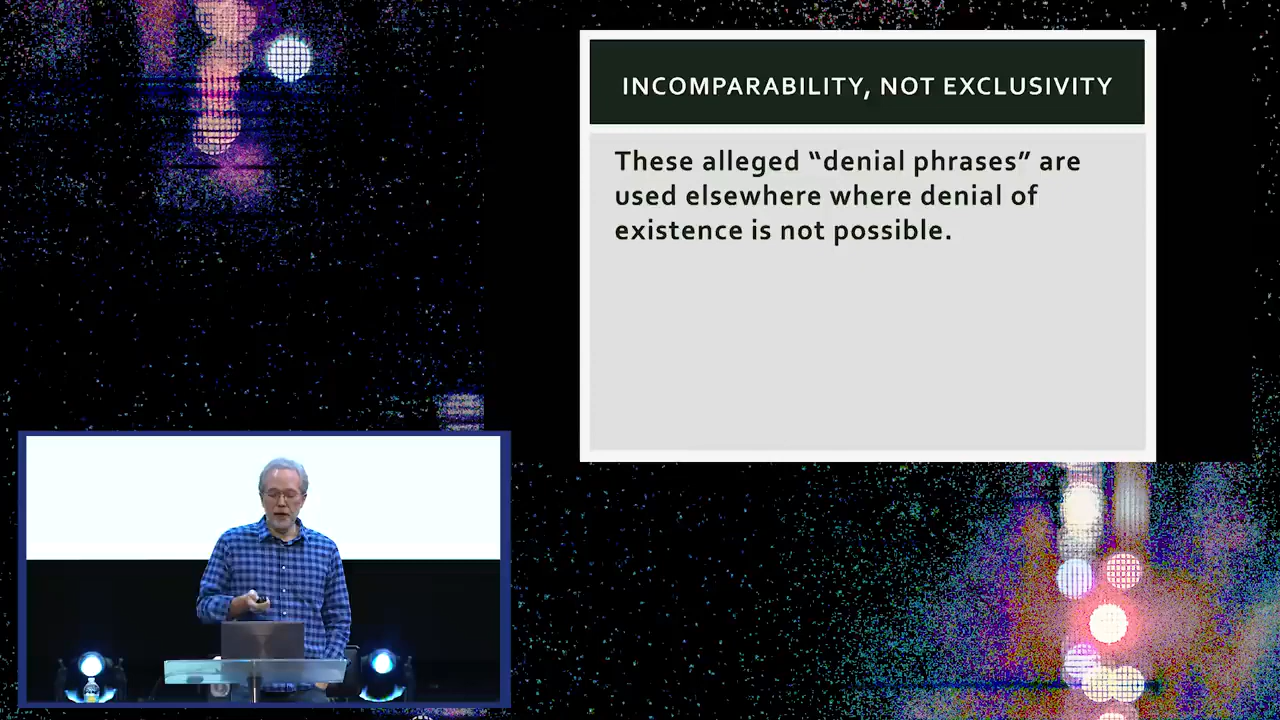 INCOMPARABILITY, NOT EXCLUSIVITY
These alleged “denial phrases” are
used elsewhere where denial of
existence is not possible.